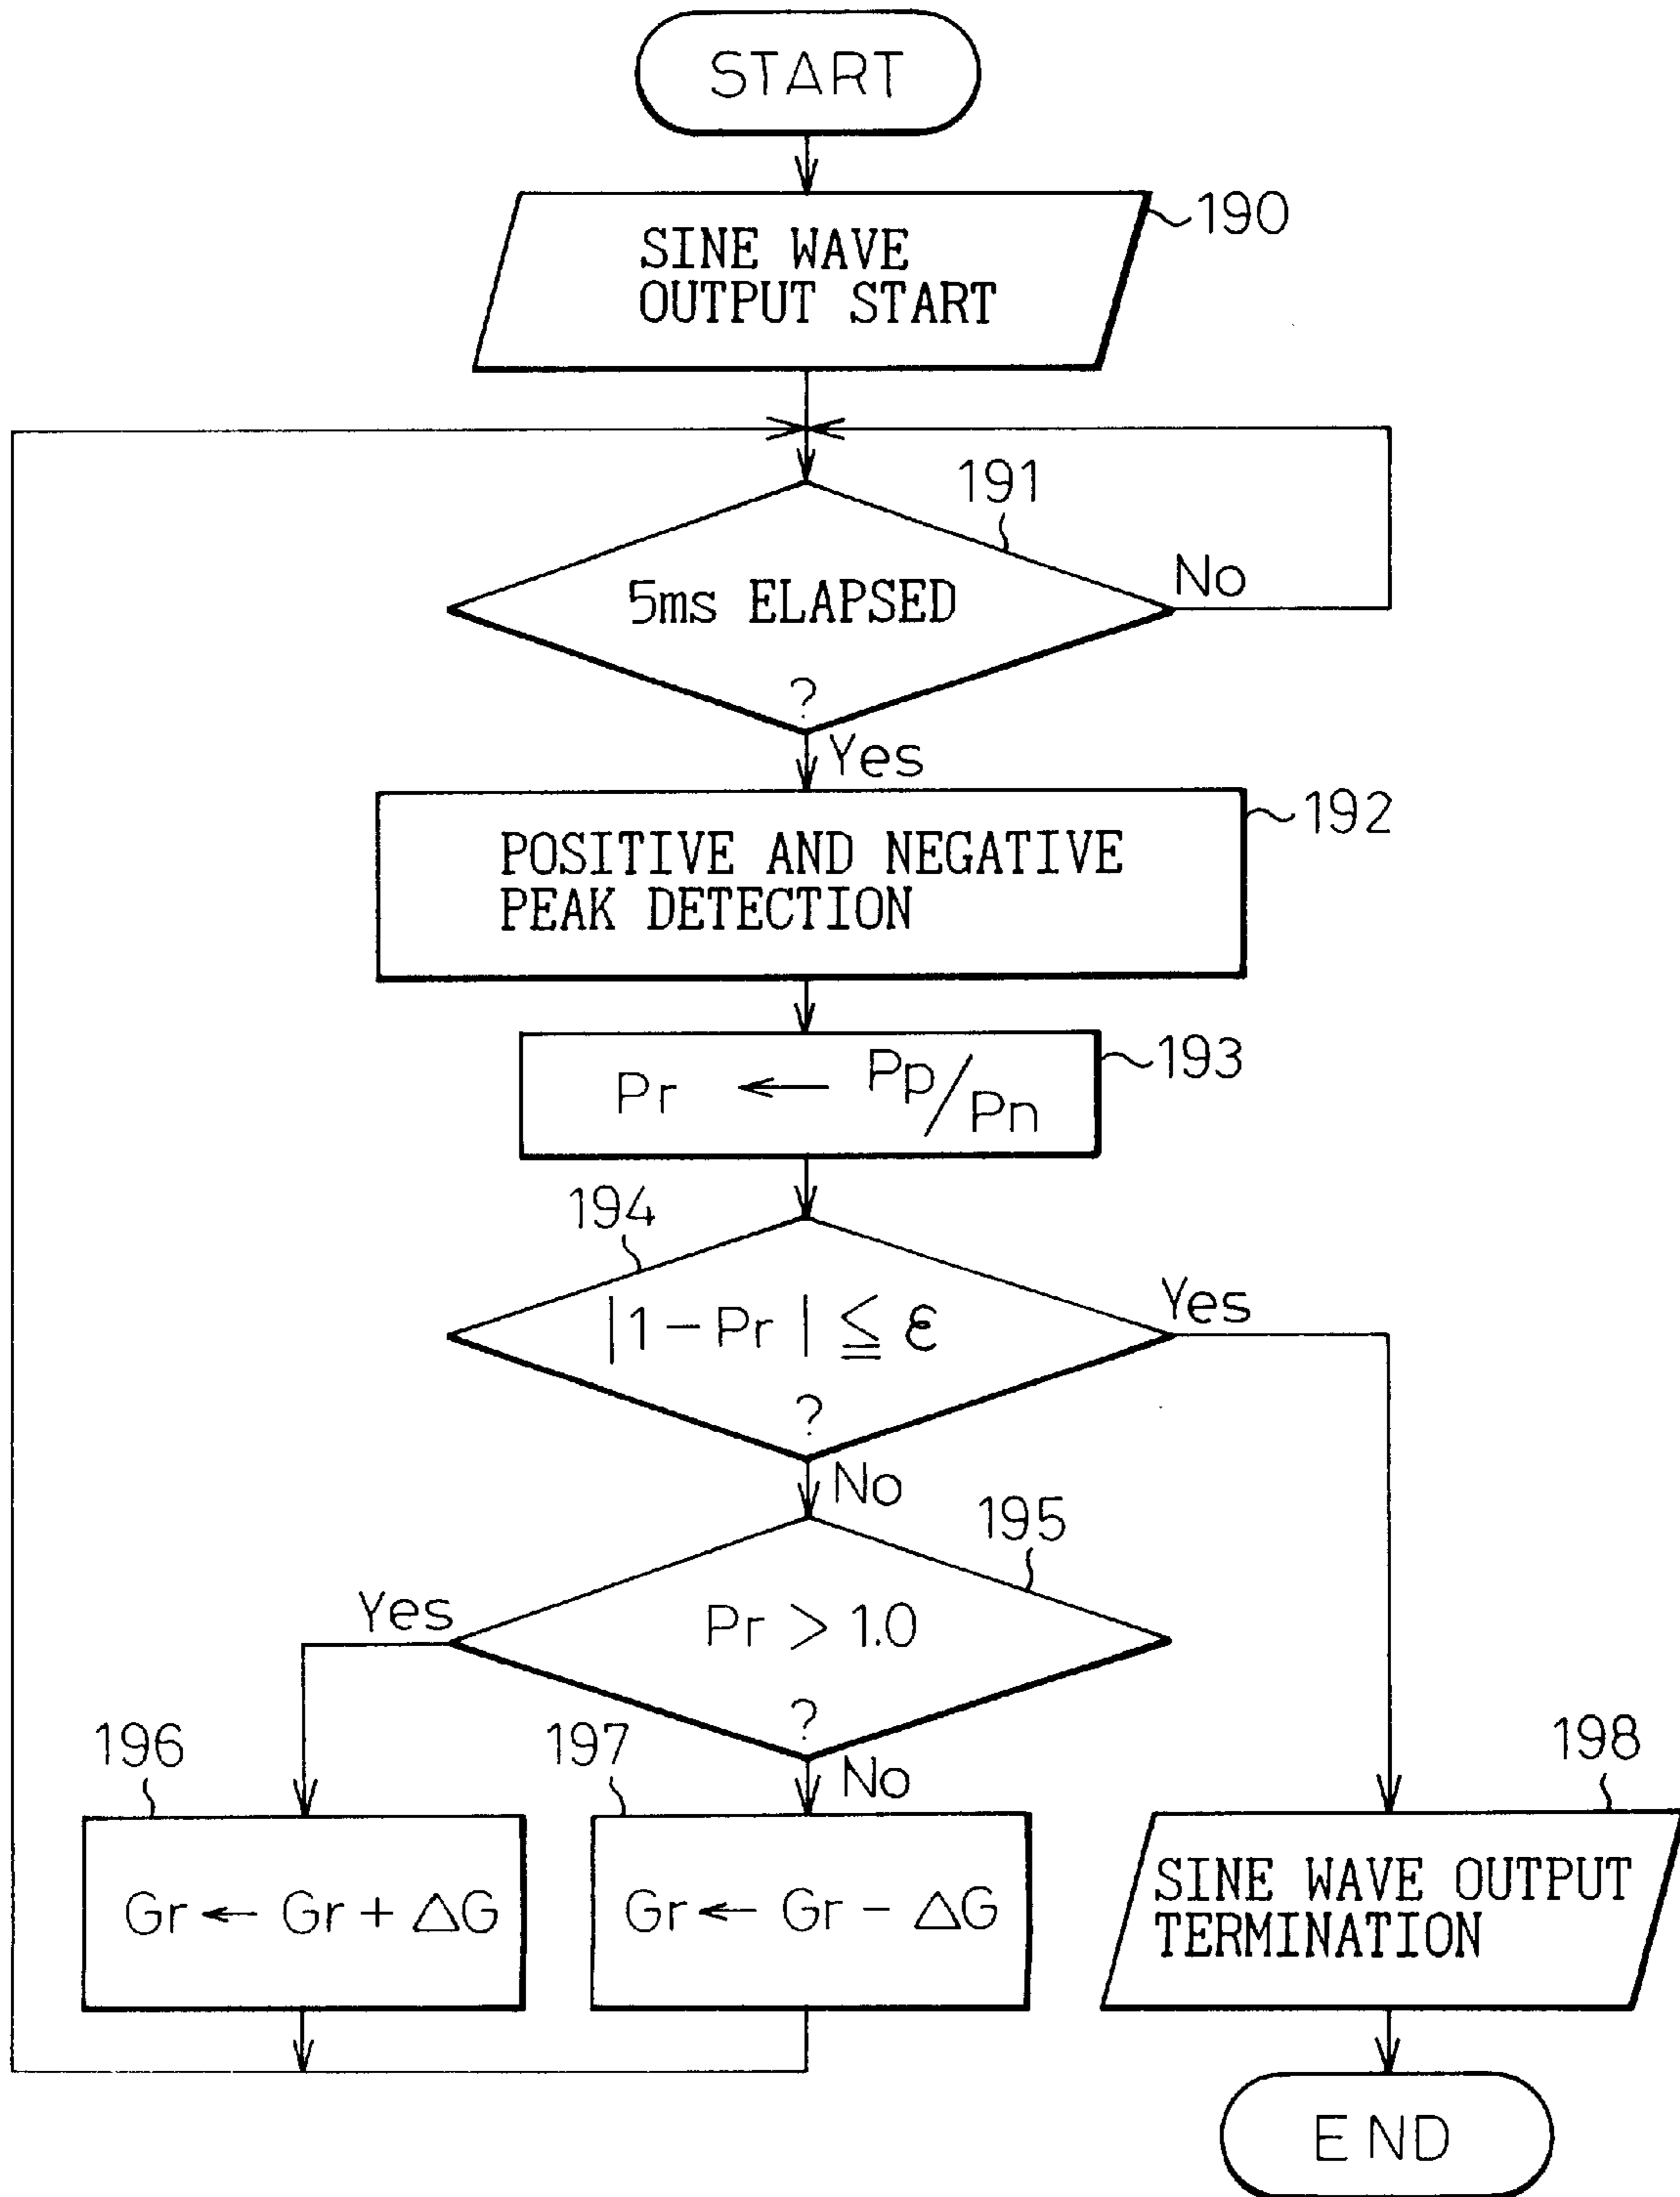 START
190
SINE WAVE
OUTPUT START
191
5ms ELAPSED
?
No
Yes
192
POSITIVE AND NEGATIVE
PEAK DETECTION
193
Pr ← Pp/Pn
194
|1-Pr| ≦ ε
?
Yes
No
195
Pr > 1.0
?
Yes
No
196
Gr ← Gr + ΔG
197
Gr ← Gr - ΔG
198
SINE WAVE OUTPUT
TERMINATION
END